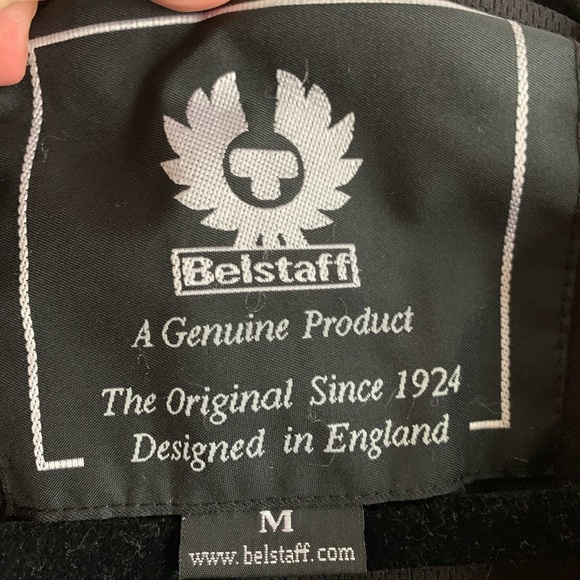 Belstaff
A Genuine Product
The Original Since 1924
Designed in England
M
www.belstaff.com